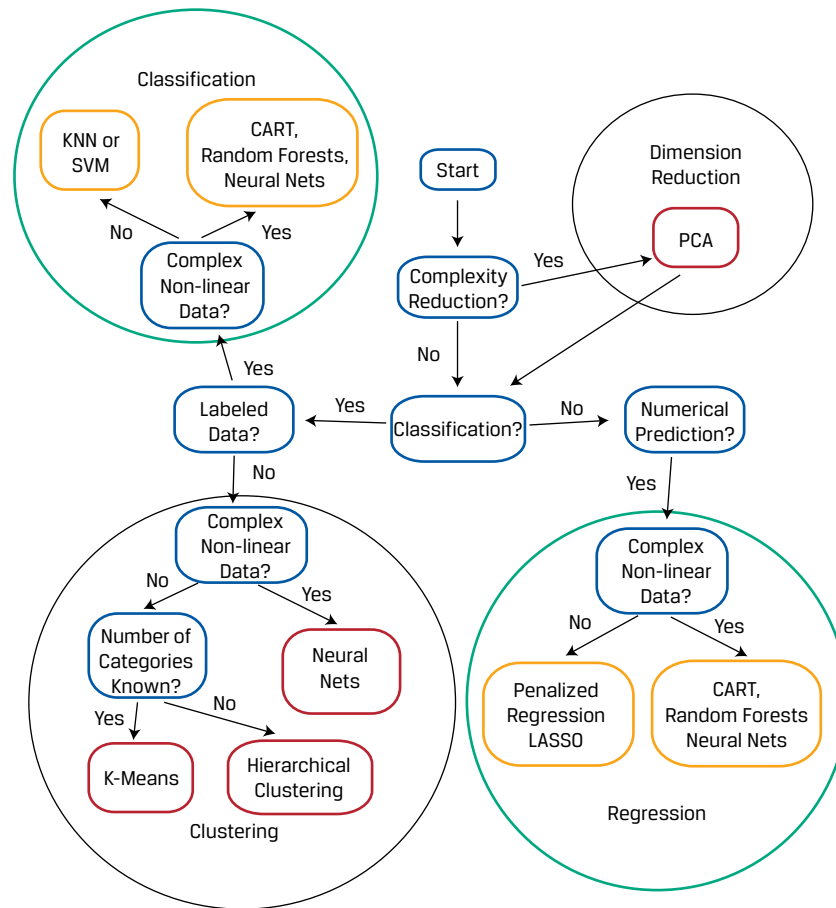 Classification
KNN or
SVM
CART,
Random Forests,
Neural Nets
No
Yes
Complex
Non-linear
Data?
Start
Dimension
Reduction
PCA
Complexity
Reduction?
Yes
No
Yes
Labeled
Data?
Yes
Classification?
No
Numerical
Prediction?
No
Yes
Complex
Non-linear
Data?
No
Yes
Number of
Categories
Known?
Neural
Nets
Yes
No
K-Means
Hierarchical
Clustering
Clustering
Complex
Non-linear
Data?
No
Yes
Penalized
Regression
LASSO
CART,
Random Forests
Neural Nets
Regression